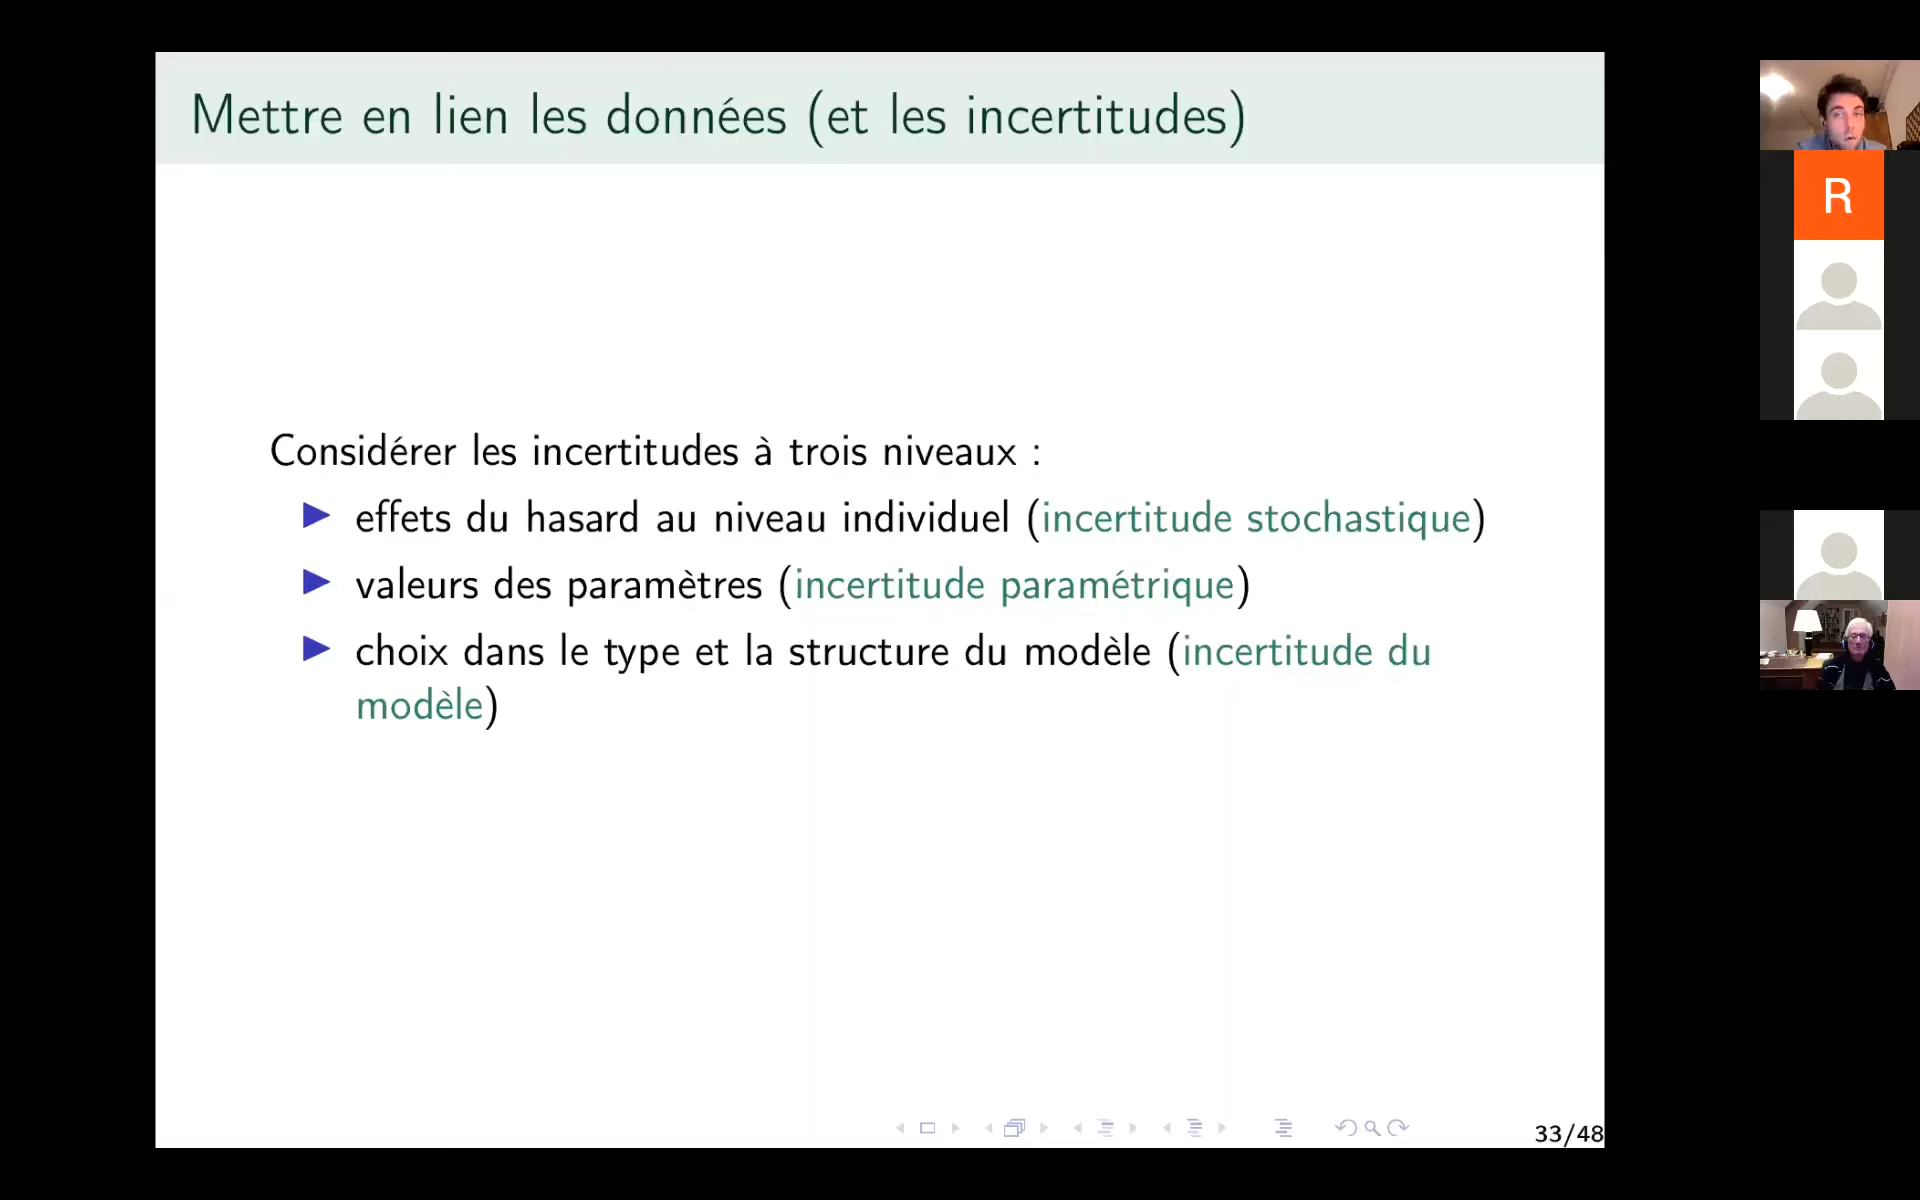 Mettre en lien les données (et les incertitudes)
Considérer les incertitudes à trois niveaux :
effets du hasard au niveau individuel (incertitude stochastique)
valeurs des paramètres (incertitude paramétrique)
choix dans le type et la structure du modèle (incertitude du
modèle)
33/48
R